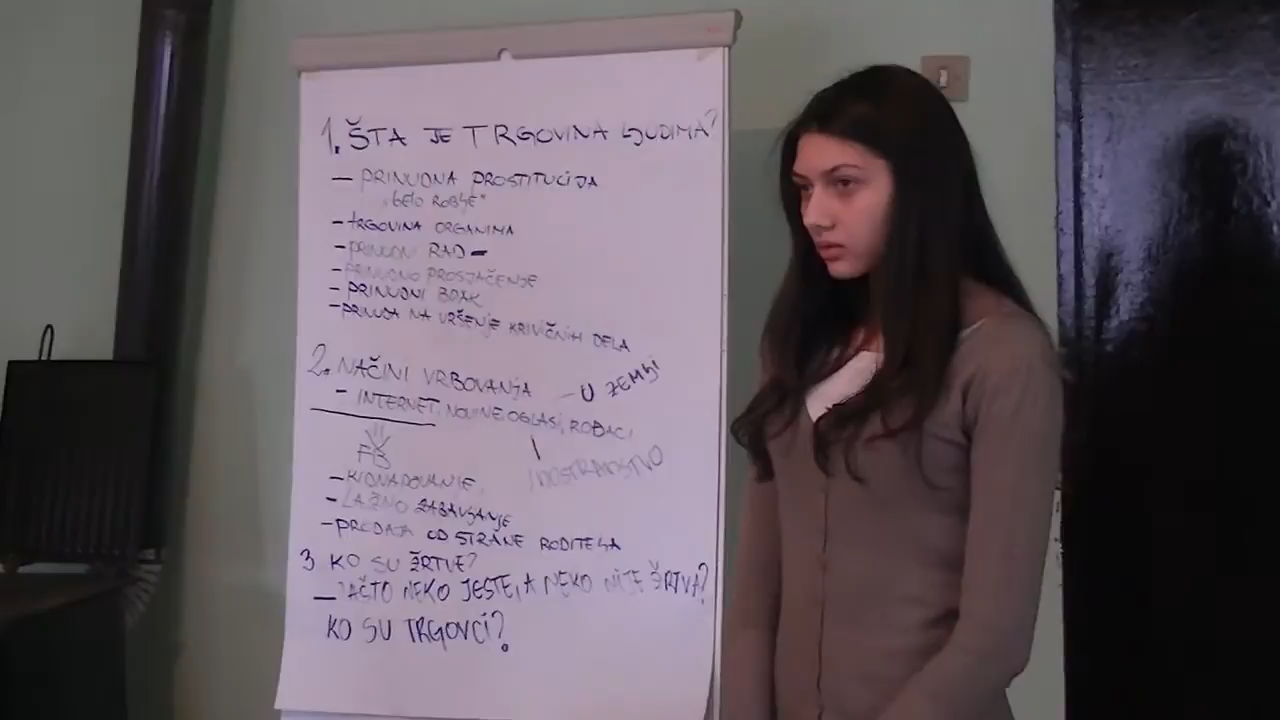 1. ŠTA JE TRGOVINA LJUDIMA?
— PRINUDNA PROSTITUCIJA
„BELO ROBLJE"
- TRGOVINA ORGANIMA
- PRINUDNI RAD -
- PRINUDNO PROSJAČENJE
- PRINUDNI BRAK
- PRINUDA NA VRŠENJE KRIVIČNIH DELA
2. NAČINI VRBOVANJA
- U ZEMLJI
- INTERNET, NOVINE OGLASI, ROĐACI
FB
INOSTRANSTVO
- KIDNAPOVANJE
- LAŽNO ZABAVLJANJE
- PRODAJA OD STRANE RODITELJA
3 KO SU ŽRTVE?
— ZAŠTO NEKO JESTE, A NEKO NIJE ŽRTVA?
KO SU TRGOVCI?